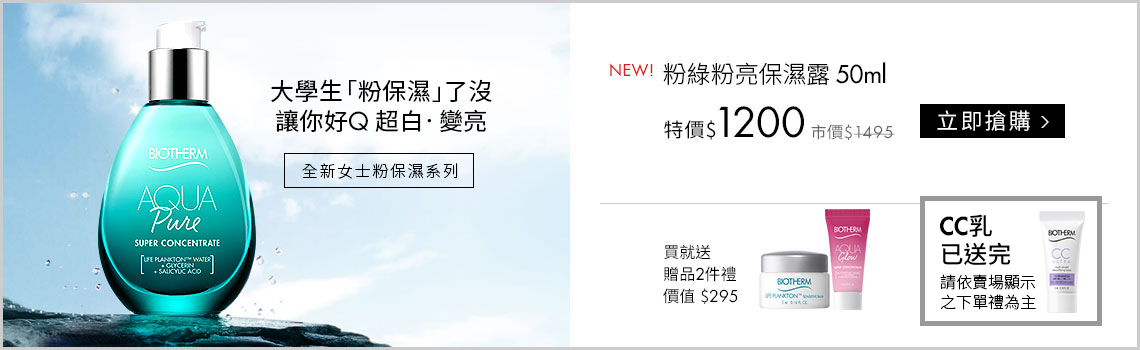 BIOTHERM
AQUA
Pure
SUPER CONCENTRATE
LIFE PLANKTON™ WATER
+ GLYCERIN
+ SALICYLIC ACID
大學生「粉保濕」了沒
讓你好Q 超白·變亮
全新女士粉保濕系列
NEW! 粉綠粉亮保濕露 50ml
特價$1200 市價$1495
立即搶購 >
買就送
贈品2件禮
價值 $295
BIOTHERM
LIFE PLANKTON™
BIOTHERM
AQUA
Glow
CC乳
已送完
請依賣場顯示
之下單禮為主
BIOTHERM
CC